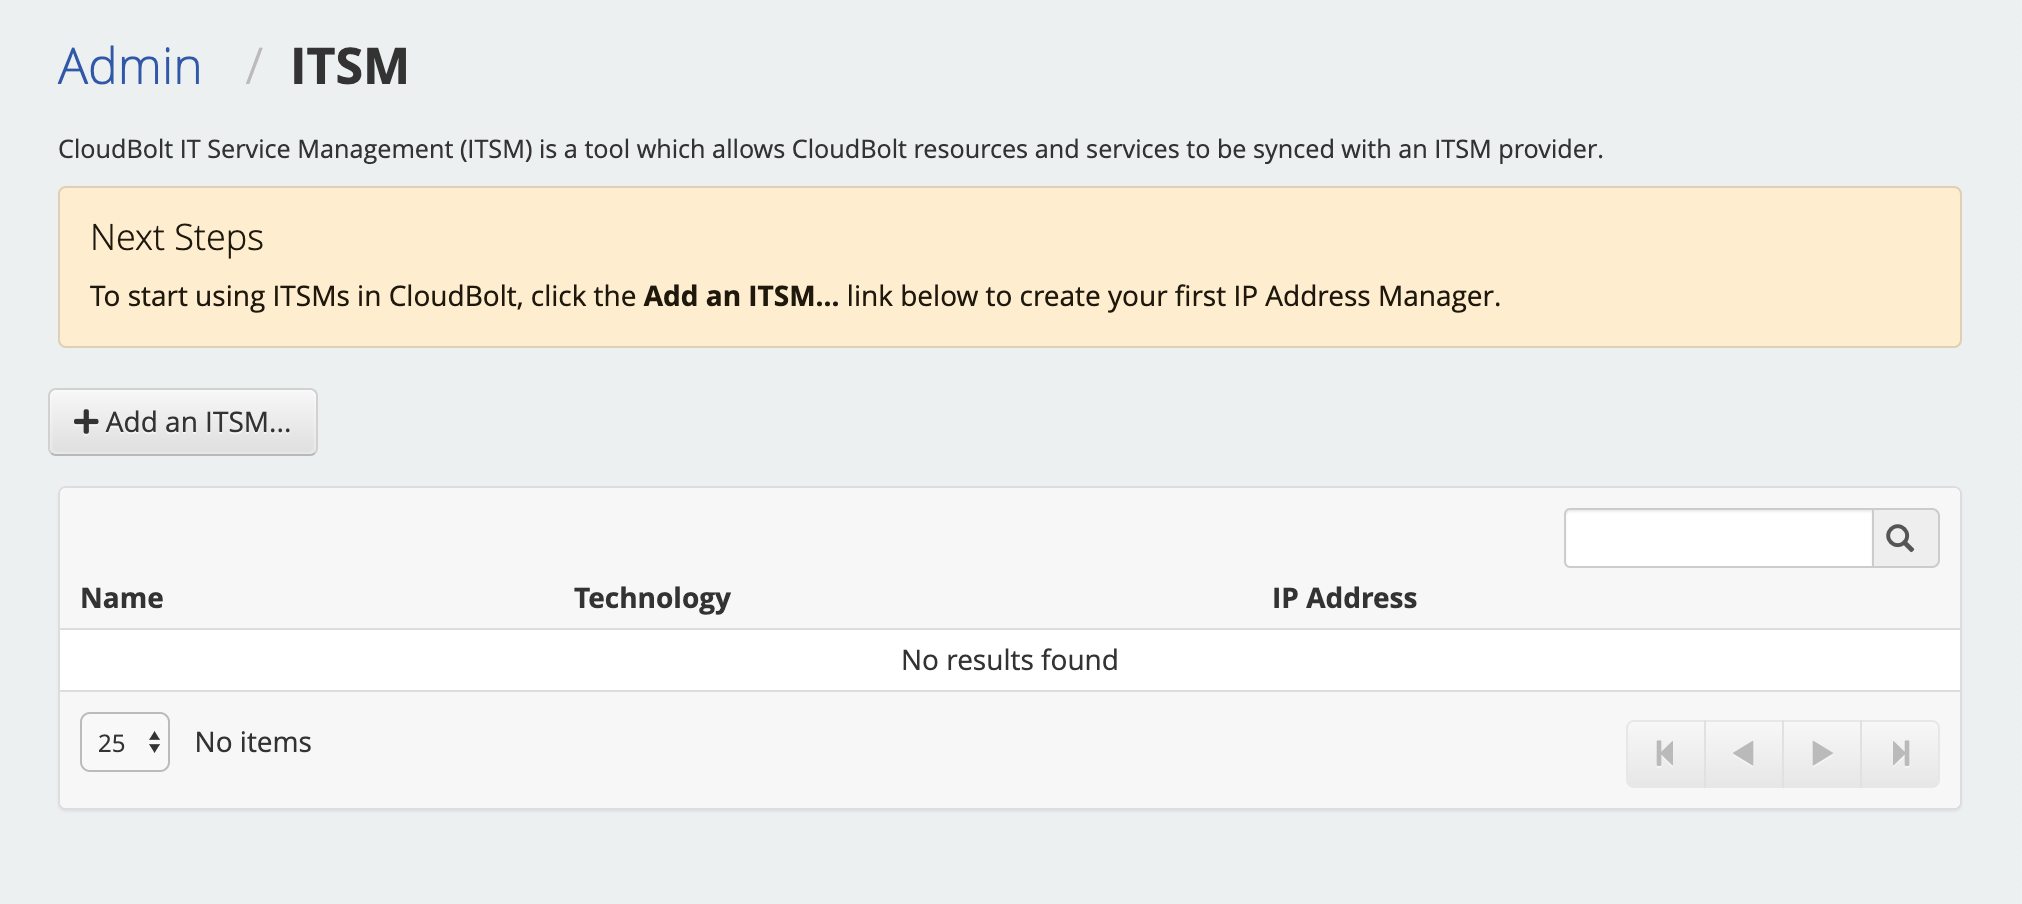 Admin / ITSM
CloudBolt IT Service Management (ITSM) is a tool which allows CloudBolt resources and services to be synced with an ITSM provider.
Next Steps
To start using ITSMs in CloudBolt, click the Add an ITSM... link below to create your first IP Address Manager.
Add an ITSM...
Name Technology IP Address
No results found
25 No items